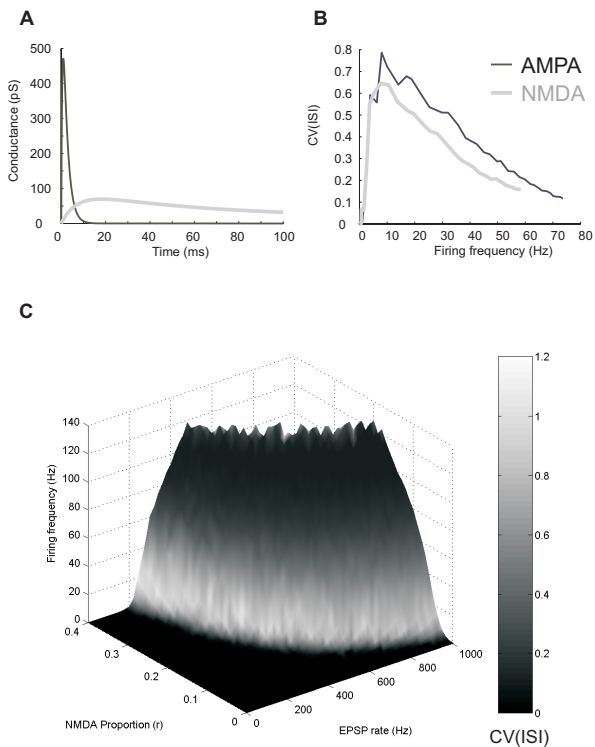 A
500
400
300
200
100
0
Conductance (pS)
0 20 40 60 80 100
Time (ms)
B
0.8
0.7
0.6
0.5
0.4
0.3
0.2
0.1
0
CV(ISI)
0 10 20 30 40 50 60 70 80
Firing frequency (Hz)
AMPA
NMDA
C
140
120
100
80
60
40
20
0
Firing frequency (Hz)
0.4
0.3
0.2
0.1
0
NMDA Proportion (r)
0
200
400
600
800
1000
EPSP rate (Hz)
1.2
1
0.8
0.6
0.4
0.2
0
CV(ISI)